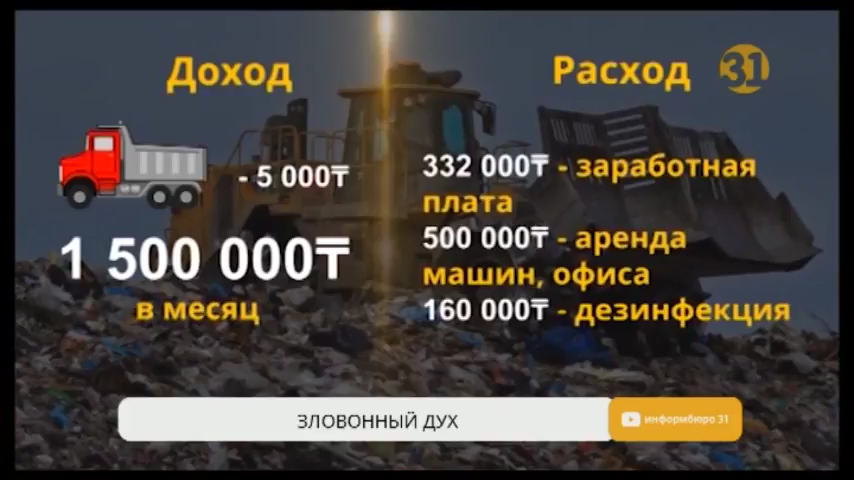 Доход
Расход
31
- 5 000₸
1 500 000₸
в месяц
332 000₸ - заработная
плата
500 000₸ - аренда
машин, офиса
160 000₸ - дезинфекция
ЗЛОВОННЫЙ ДУХ
информбюро 31